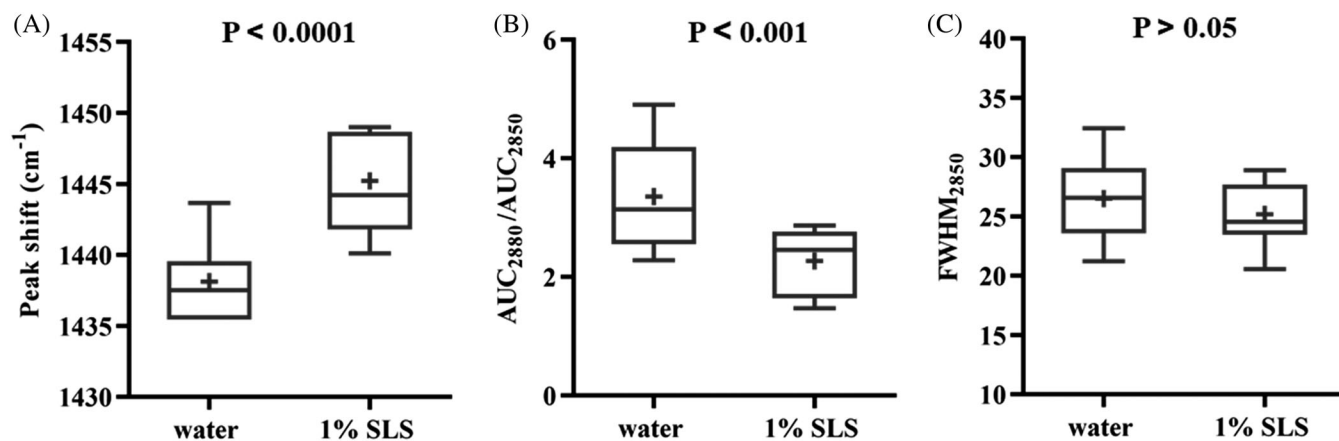 (A)
P < 0.0001
Peak shift (cm⁻¹)
1455
1450
1445
1440
1435
1430
water 1% SLS
(B)
P < 0.001
AUC₂₈₈₀/AUC₂₈₅₀
6
4
2
0
water 1% SLS
(C)
P > 0.05
FWHM₂₈₅₀
40
35
30
25
20
15
10
water 1% SLS